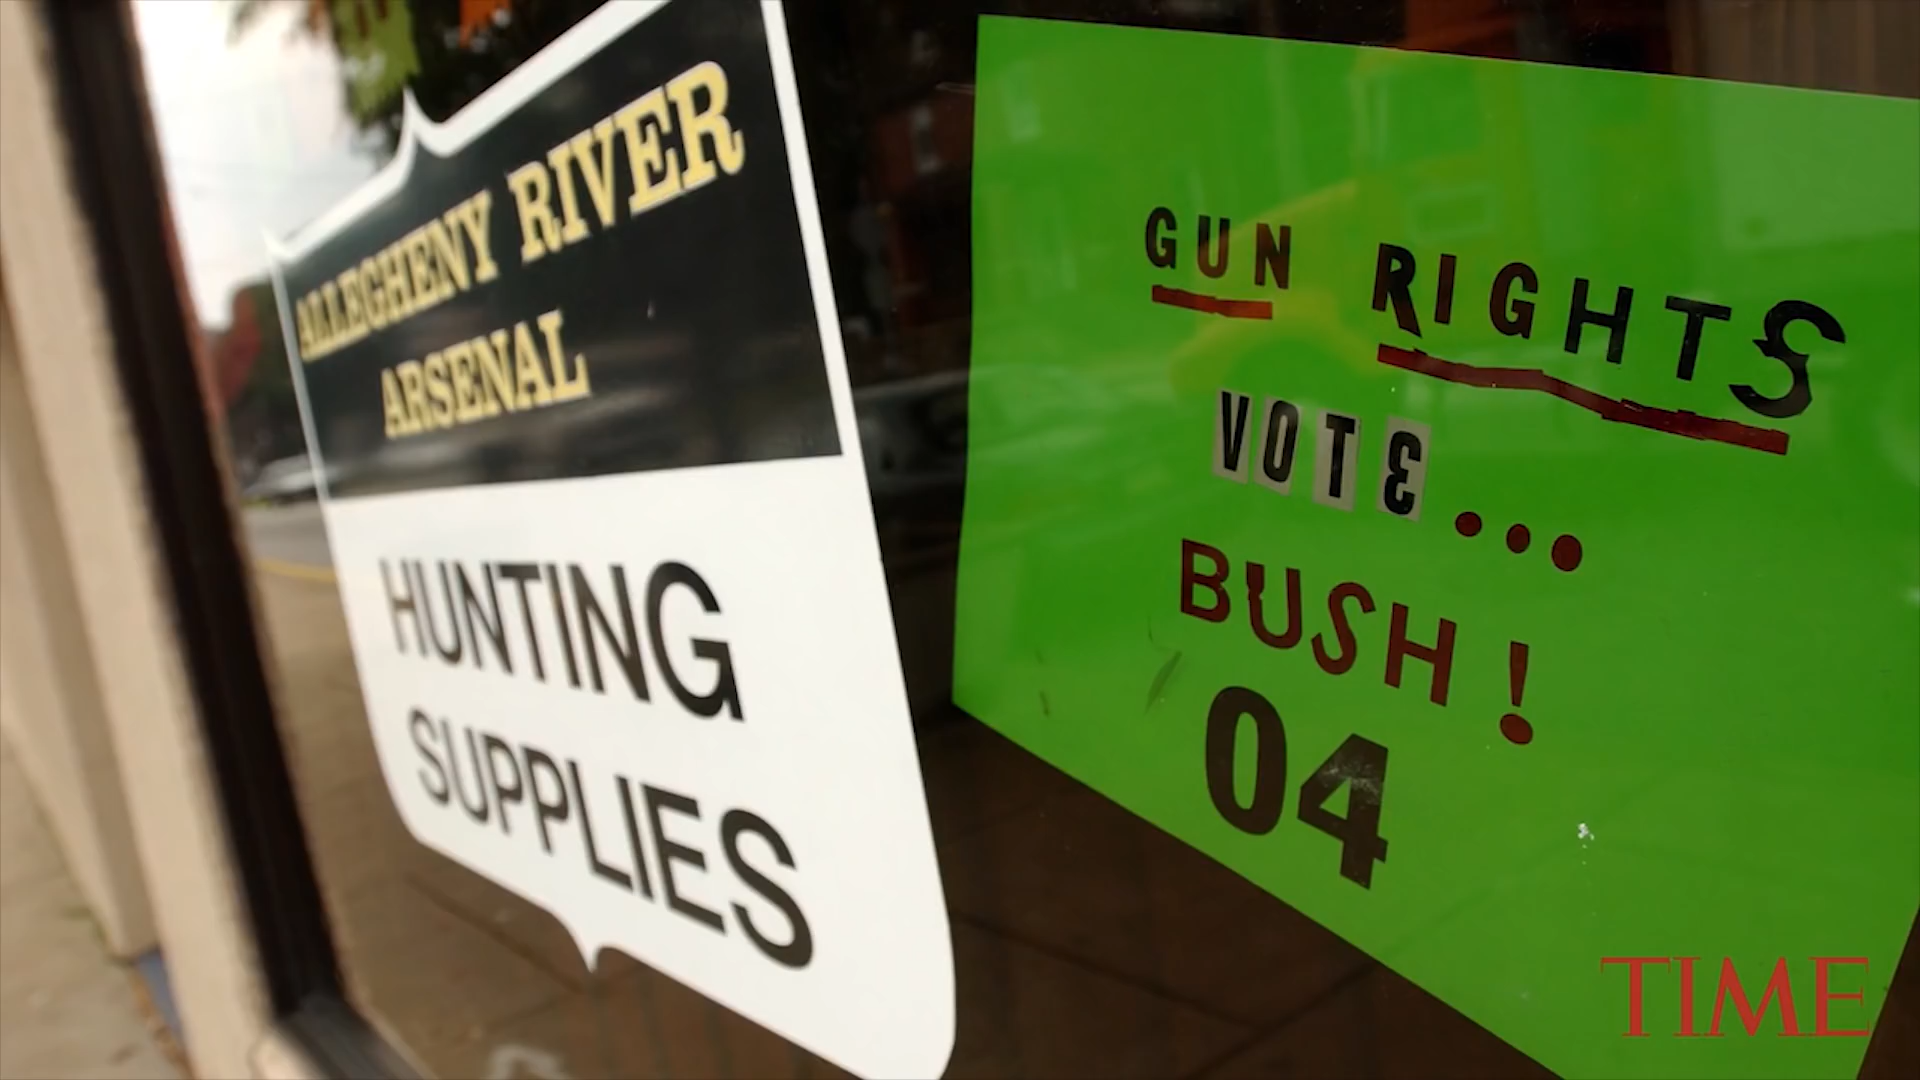 ALLEGHENY RIVER
ARSENAL
HUNTING
SUPPLIES
GUN RIGHTS
VOTE...
BUSH!
04
TIME